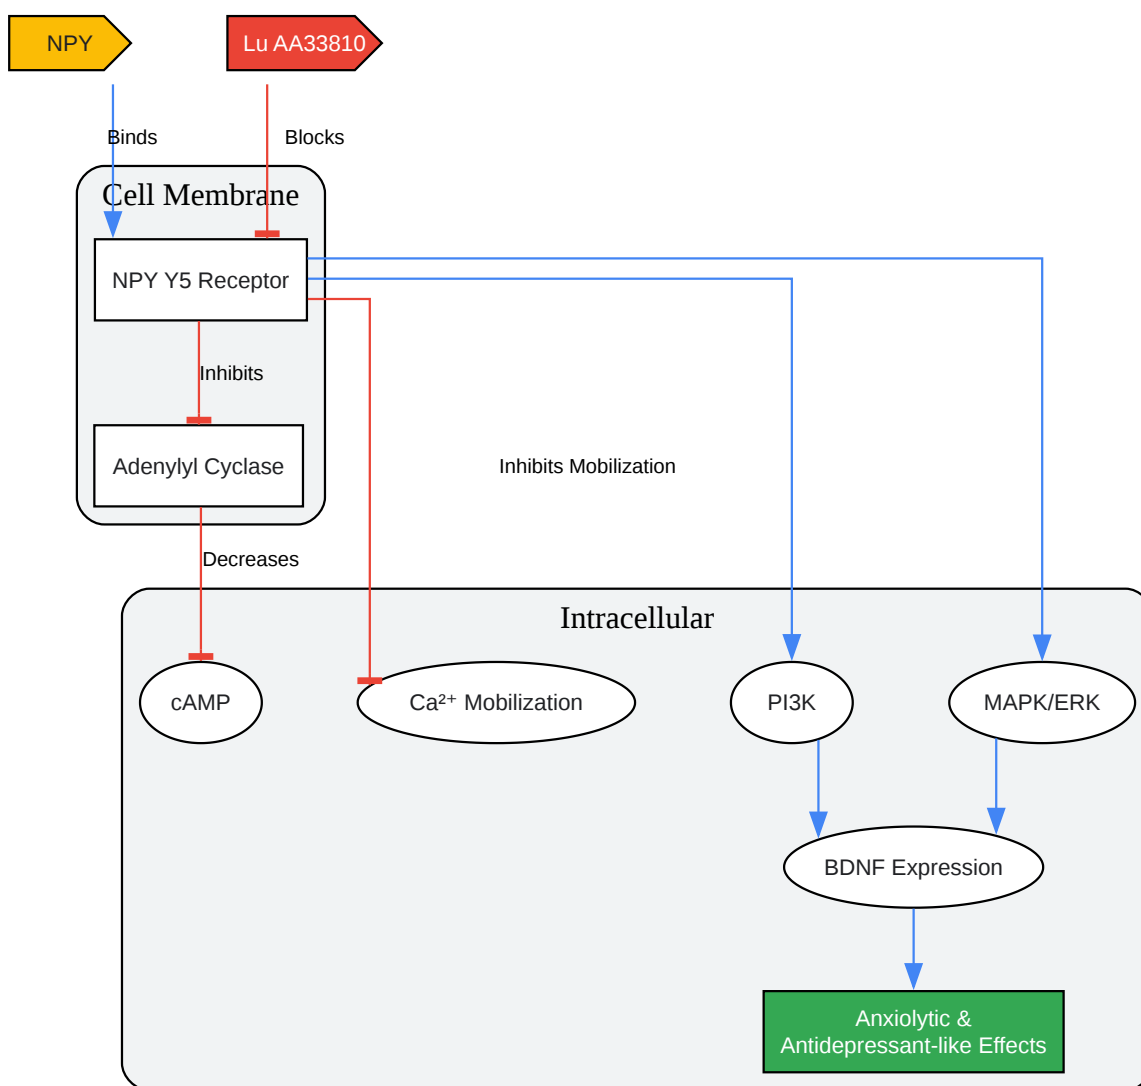 NPY
Lu AA33810
Binds
Blocks
Cell Membrane
NPY Y5 Receptor
Inhibits
Adenylyl Cyclase
Inhibits Mobilization
Decreases
Intracellular
cAMP
Ca²⁺ Mobilization
PI3K
MAPK/ERK
BDNF Expression
Anxiolytic &
Antidepressant-like Effects